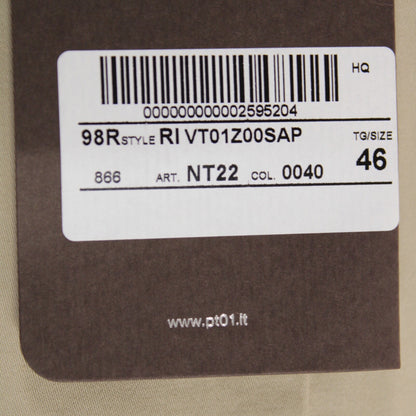 HQ
000000000002595204
98R STYLE RI VT01Z00SAP TG/SIZE
46
866 ART. NT22 COL. 0040
www.pt01.it